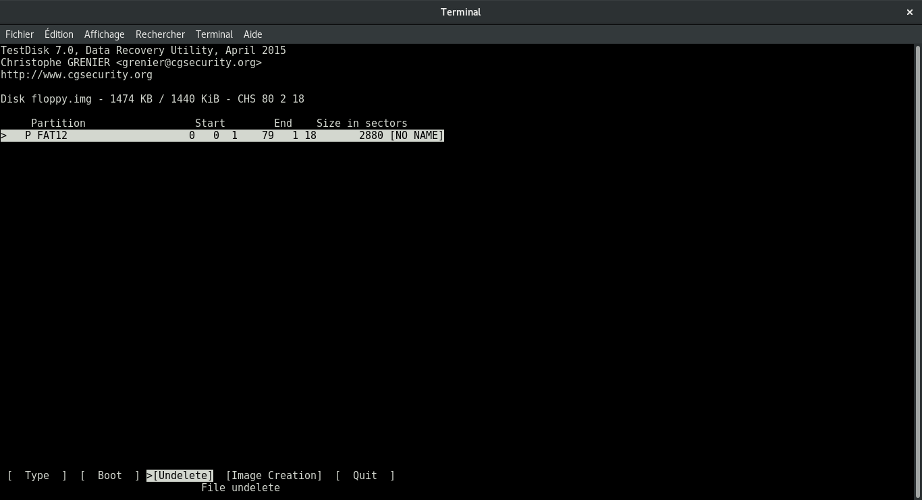 Terminal
Fichier Édition Affichage Rechercher Terminal Aide
TestDisk 7.0, Data Recovery Utility, April 2015
Christophe GRENIER <grenier@cgsecurity.org>
http://www.cgsecurity.org
Disk floppy.img - 1474 KB / 1440 KiB - CHS 80 2 18
Partition Start End Size in sectors
> P FAT12 0 0 1 79 1 18 2880 [NO NAME]
[ Type ] [ Boot ] >[Undelete] [Image Creation] [ Quit ]
File undelete